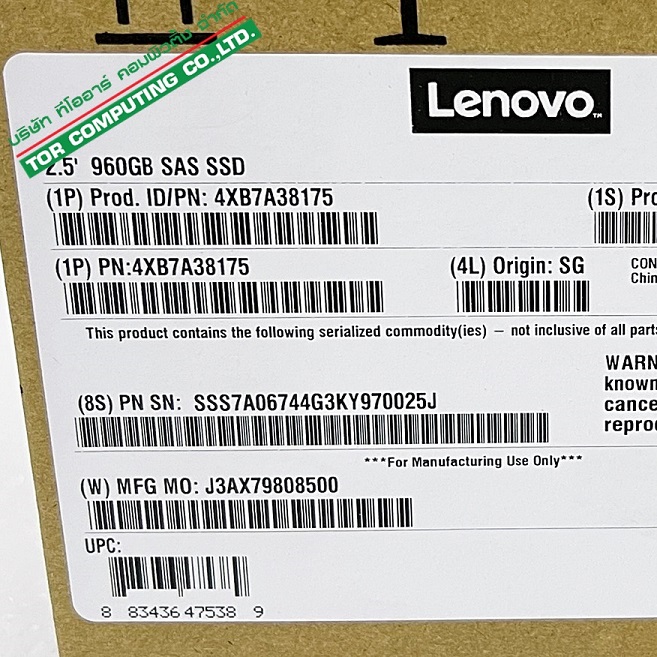 บริษัท ทีโออาร์ คอมพิวติ้ง จำกัด
TOR COMPUTING CO.,LTD.
Lenovo™
2.5' 960GB SAS SSD
(1P) Prod. ID/PN: 4XB7A38175
(1S) Pro
(1P) PN:4XB7A38175
(4L) Origin: SG
CON
Chin
This product contains the following serialized commodity(ies) – not inclusive of all parts
WARN
known
cance
reprod
(8S) PN SN: SSS7A06744G3KY970025J
***For Manufacturing Use Only***
(W) MFG MO: J3AX79808500
UPC:
8 83436 47538 9